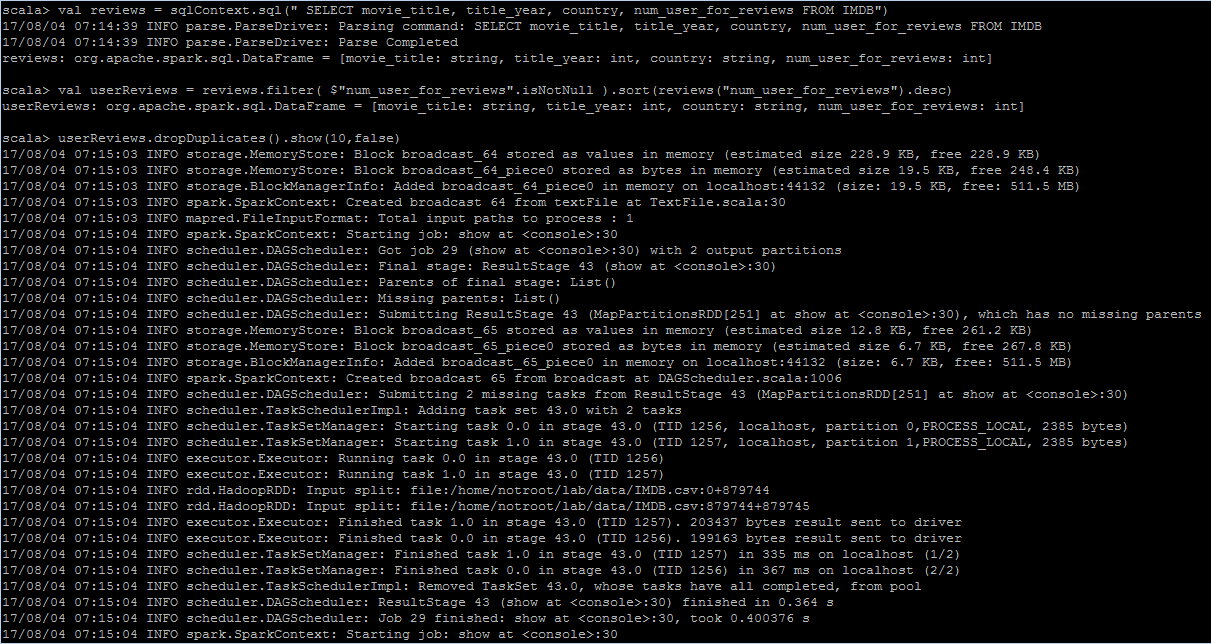 scala> val reviews = sqlContext.sql(" SELECT movie_title, title_year, country, num_user_for_reviews FROM IMDB")
17/08/04 07:14:39 INFO parse.ParseDriver: Parsing command: SELECT movie_title, title_year, country, num_user_for_reviews FROM IMDB
17/08/04 07:14:39 INFO parse.ParseDriver: Parse Completed
reviews: org.apache.spark.sql.DataFrame = [movie_title: string, title_year: int, country: string, num_user_for_reviews: int]
scala> val userReviews = reviews.filter( $"num_user_for_reviews".isNotNull ).sort(reviews("num_user_for_reviews").desc)
userReviews: org.apache.spark.sql.DataFrame = [movie_title: string, title_year: int, country: string, num_user_for_reviews: int]
scala> userReviews.dropDuplicates().show(10,false)
17/08/04 07:15:03 INFO storage.MemoryStore: Block broadcast_64 stored as values in memory (estimated size 228.9 KB, free 228.9 KB)
17/08/04 07:15:03 INFO storage.MemoryStore: Block broadcast_64_piece0 stored as bytes in memory (estimated size 19.5 KB, free 248.4 KB)
17/08/04 07:15:03 INFO storage.BlockManagerInfo: Added broadcast_64_piece0 in memory on localhost:44132 (size: 19.5 KB, free: 511.5 MB)
17/08/04 07:15:03 INFO spark.SparkContext: Created broadcast 64 from textFile at TextFile.scala:30
17/08/04 07:15:03 INFO mapred.FileInputFormat: Total input paths to process : 1
17/08/04 07:15:04 INFO spark.SparkContext: Starting job: show at <console>:30
17/08/04 07:15:04 INFO scheduler.DAGScheduler: Got job 29 (show at <console>:30) with 2 output partitions
17/08/04 07:15:04 INFO scheduler.DAGScheduler: Final stage: ResultStage 43 (show at <console>:30)
17/08/04 07:15:04 INFO scheduler.DAGScheduler: Parents of final stage: List()
17/08/04 07:15:04 INFO scheduler.DAGScheduler: Missing parents: List()
17/08/04 07:15:04 INFO scheduler.DAGScheduler: Submitting ResultStage 43 (MapPartitionsRDD[251] at show at <console>:30), which has no missing parents
17/08/04 07:15:04 INFO storage.MemoryStore: Block broadcast_65 stored as values in memory (estimated size 12.8 KB, free 261.2 KB)
17/08/04 07:15:04 INFO storage.MemoryStore: Block broadcast_65_piece0 stored as bytes in memory (estimated size 6.7 KB, free 267.8 KB)
17/08/04 07:15:04 INFO storage.BlockManagerInfo: Added broadcast_65_piece0 in memory on localhost:44132 (size: 6.7 KB, free: 511.5 MB)
17/08/04 07:15:04 INFO spark.SparkContext: Created broadcast 65 from broadcast at DAGScheduler.scala:1006
17/08/04 07:15:04 INFO scheduler.DAGScheduler: Submitting 2 missing tasks from ResultStage 43 (MapPartitionsRDD[251] at show at <console>:30)
17/08/04 07:15:04 INFO scheduler.TaskSchedulerImpl: Adding task set 43.0 with 2 tasks
17/08/04 07:15:04 INFO scheduler.TaskSetManager: Starting task 0.0 in stage 43.0 (TID 1256, localhost, partition 0,PROCESS_LOCAL, 2385 bytes)
17/08/04 07:15:04 INFO scheduler.TaskSetManager: Starting task 1.0 in stage 43.0 (TID 1257, localhost, partition 1,PROCESS_LOCAL, 2385 bytes)
17/08/04 07:15:04 INFO executor.Executor: Running task 0.0 in stage 43.0 (TID 1256)
17/08/04 07:15:04 INFO executor.Executor: Running task 1.0 in stage 43.0 (TID 1257)
17/08/04 07:15:04 INFO rdd.HadoopRDD: Input split: file:/home/notroot/lab/data/IMDB.csv:0+879744
17/08/04 07:15:04 INFO rdd.HadoopRDD: Input split: file:/home/notroot/lab/data/IMDB.csv:879744+879745
17/08/04 07:15:04 INFO executor.Executor: Finished task 1.0 in stage 43.0 (TID 1257). 203437 bytes result sent to driver
17/08/04 07:15:04 INFO executor.Executor: Finished task 0.0 in stage 43.0 (TID 1256). 199163 bytes result sent to driver
17/08/04 07:15:04 INFO scheduler.TaskSetManager: Finished task 1.0 in stage 43.0 (TID 1257) in 335 ms on localhost (1/2)
17/08/04 07:15:04 INFO scheduler.TaskSetManager: Finished task 0.0 in stage 43.0 (TID 1256) in 367 ms on localhost (2/2)
17/08/04 07:15:04 INFO scheduler.TaskSchedulerImpl: Removed TaskSet 43.0, whose tasks have all completed, from pool
17/08/04 07:15:04 INFO scheduler.DAGScheduler: ResultStage 43 (show at <console>:30) finished in 0.364 s
17/08/04 07:15:04 INFO scheduler.DAGScheduler: Job 29 finished: show at <console>:30, took 0.400376 s
17/08/04 07:15:04 INFO spark.SparkContext: Starting job: show at <console>:30